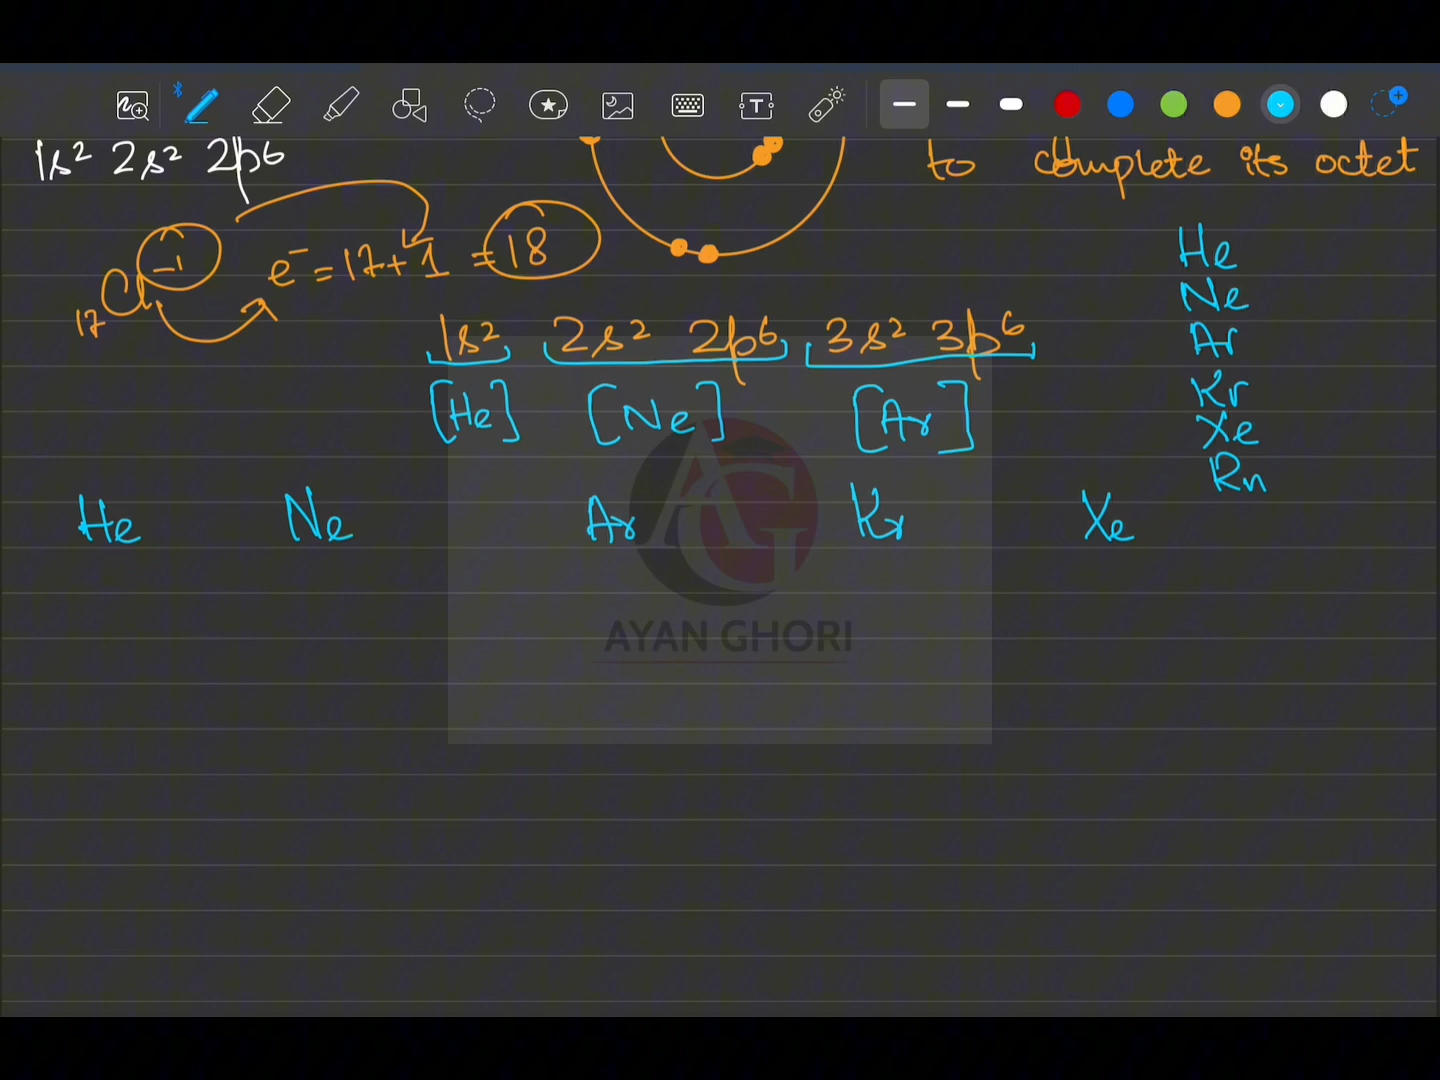 1s² 2s² 2p⁶
to complete its octet
₁₇Cl⁻¹ e⁻ = 17+1 = 18
1s² 2s² 2p⁶ 3s² 3p⁶
[He] [Ne] [Ar]
He
Ne
Ar
Kr
Xe
Rn
He Ne Ar Kr Xe
AG
AYAN GHORI
T